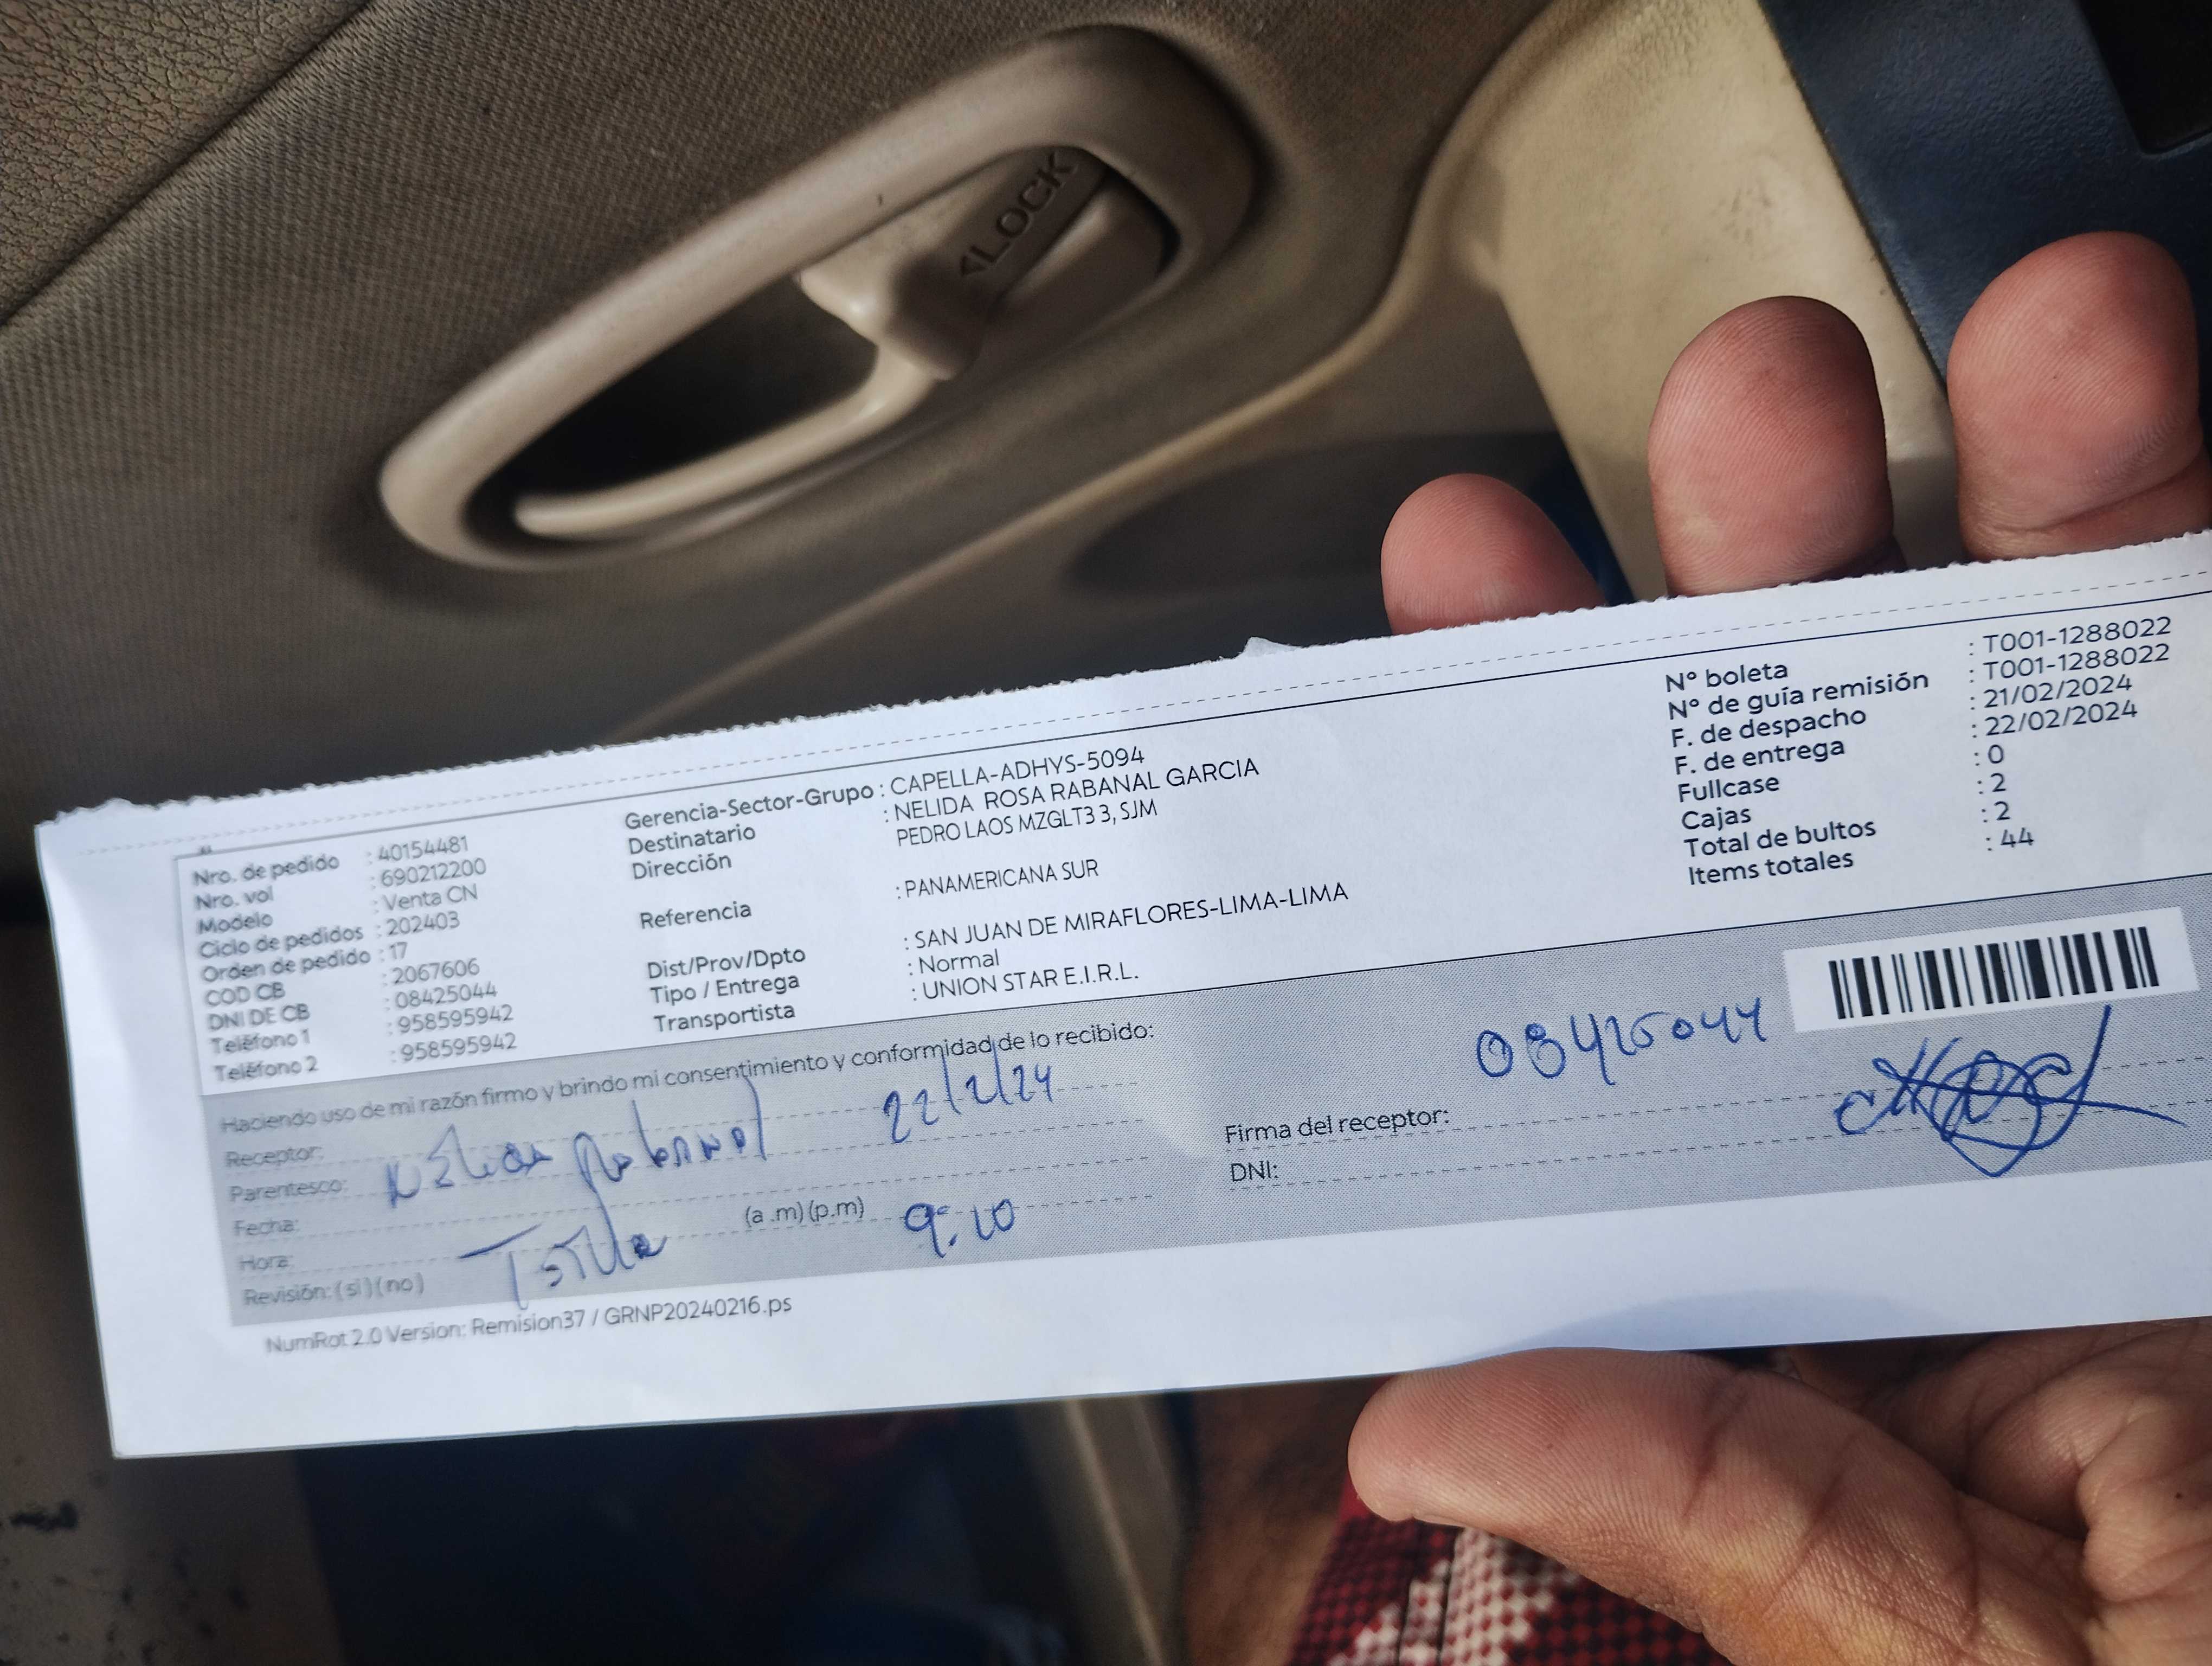 <LOCK
Nro. de pedido : 40154481
Nro. vol : 690212200
Modelo : Venta CN
Ciclo de pedidos : 202403
Orden de pedido : 17
COD CB : 2067606
DNI DE CB : 08425044
Teléfono 1 : 958595942
Teléfono 2 : 958595942
Gerencia-Sector-Grupo : CAPELLA-ADHYS-5094
Destinatario : NELIDA ROSA RABANAL GARCIA
Dirección PEDRO LAOS MZGLT3 3, SJM
Referencia : PANAMERICANA SUR
Dist/Prov/Dpto : SAN JUAN DE MIRAFLORES-LIMA-LIMA
Tipo / Entrega : Normal
Transportista : UNION STAR E.I.R.L.
Nº boleta : T001-1288022
Nº de guía remisión : T001-1288022
F. de despacho : 21/02/2024
F. de entrega : 22/02/2024
Fullcase : 0
Cajas : 2
Total de bultos : 2
Items totales : 44
Haciendo uso de mi razón firmo y brindo mi consentimiento y conformidad de lo recibido:
Receptor:
Parentesco: Nélida Rabanal 22/2/24
Fecha:
Hora: (a .m) (p.m) 9:10
Revisión: ( si ) ( no )
08425044
Firma del receptor:
DNI:
NumRot 2.0 Version: Remision37 / GRNP20240216.ps